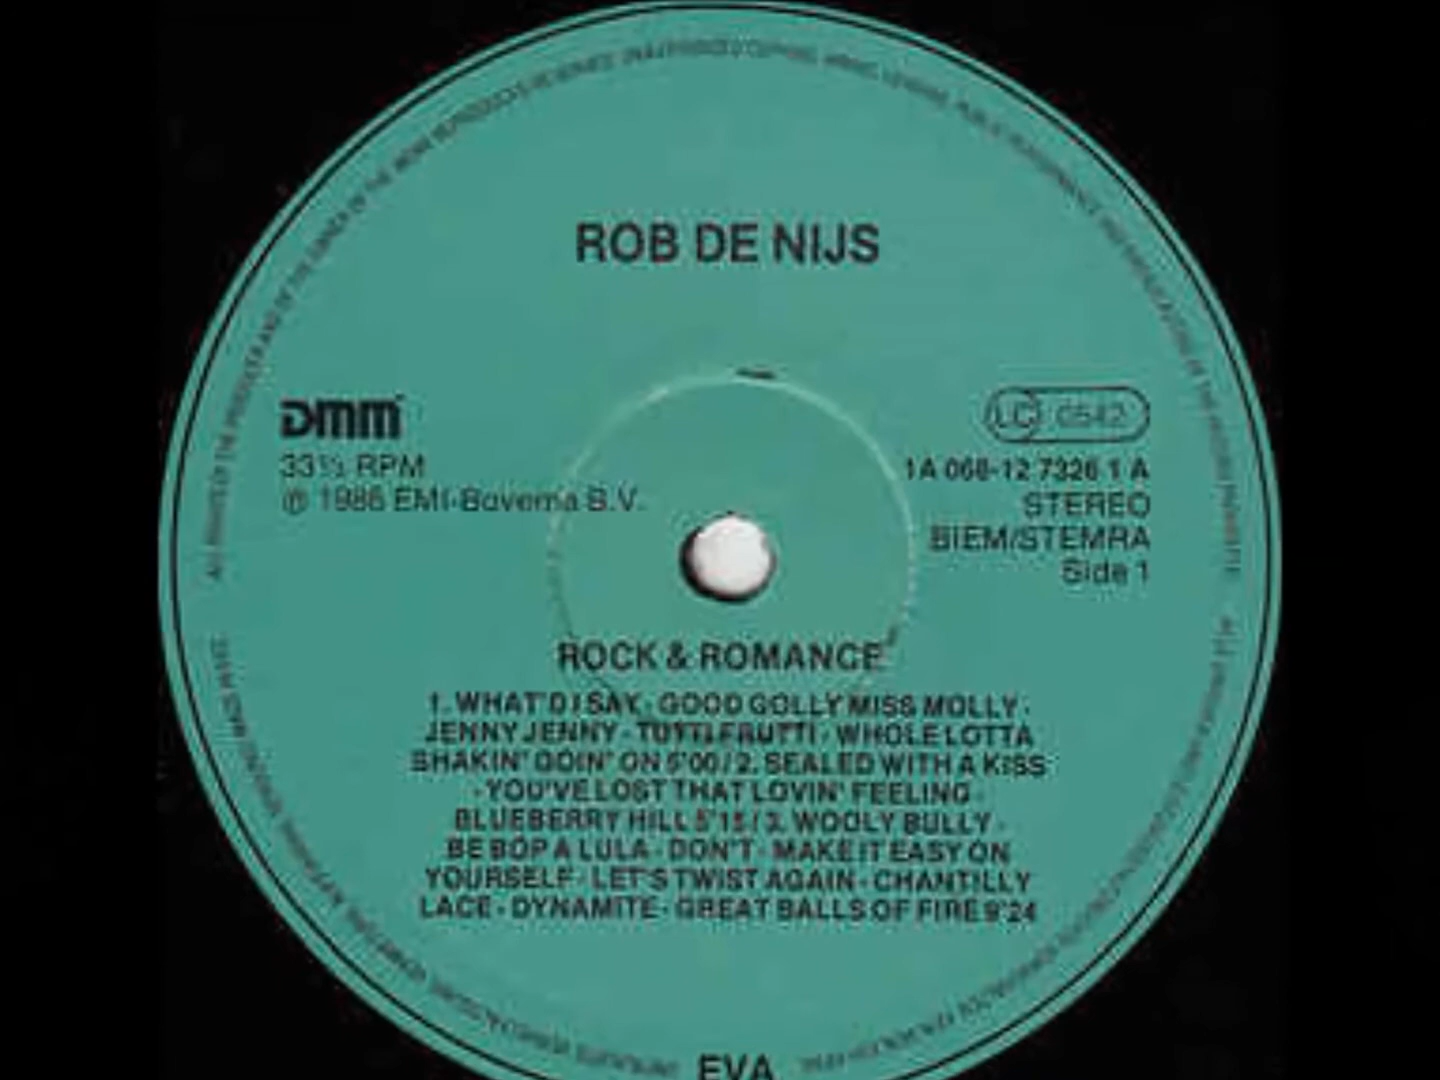 ROB DE NIJS
DMM
33⅓ RPM
℗ 1986 EMI-Bovema B.V.
LC 0542
1A 068-12 7326 1 A
STEREO
BIEM/STEMRA
Side 1
ROCK & ROMANCE
1. WHAT'D I SAY · GOOD GOLLY MISS MOLLY ·
JENNY JENNY · TUTTI FRUTTI · WHOLE LOTTA
SHAKIN' GOIN' ON 5'00 / 2. SEALED WITH A KISS
· YOU'VE LOST THAT LOVIN' FEELING ·
BLUEBERRY HILL 5'15 / 3. WOOLY BULLY ·
BE BOP A LULA · DON'T · MAKE IT EASY ON
YOURSELF · LET'S TWIST AGAIN · CHANTILLY
LACE · DYNAMITE · GREAT BALLS OF FIRE 9'24
EVA